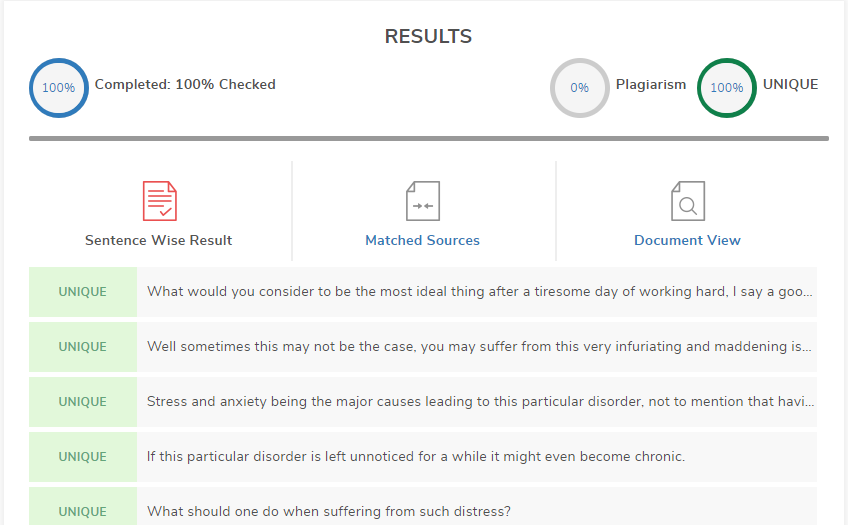 RESULTS
100% Completed: 100% Checked
0% Plagiarism 100% UNIQUE
Sentence Wise Result Matched Sources Document View
UNIQUE What would you consider to be the most ideal thing after a tiresome day of working hard, I say a goo...
UNIQUE Well sometimes this may not be the case, you may suffer from this very infuriating and maddening is...
UNIQUE Stress and anxiety being the major causes leading to this particular disorder, not to mention that havi...
UNIQUE If this particular disorder is left unnoticed for a while it might even become chronic.
UNIQUE What should one do when suffering from such distress?